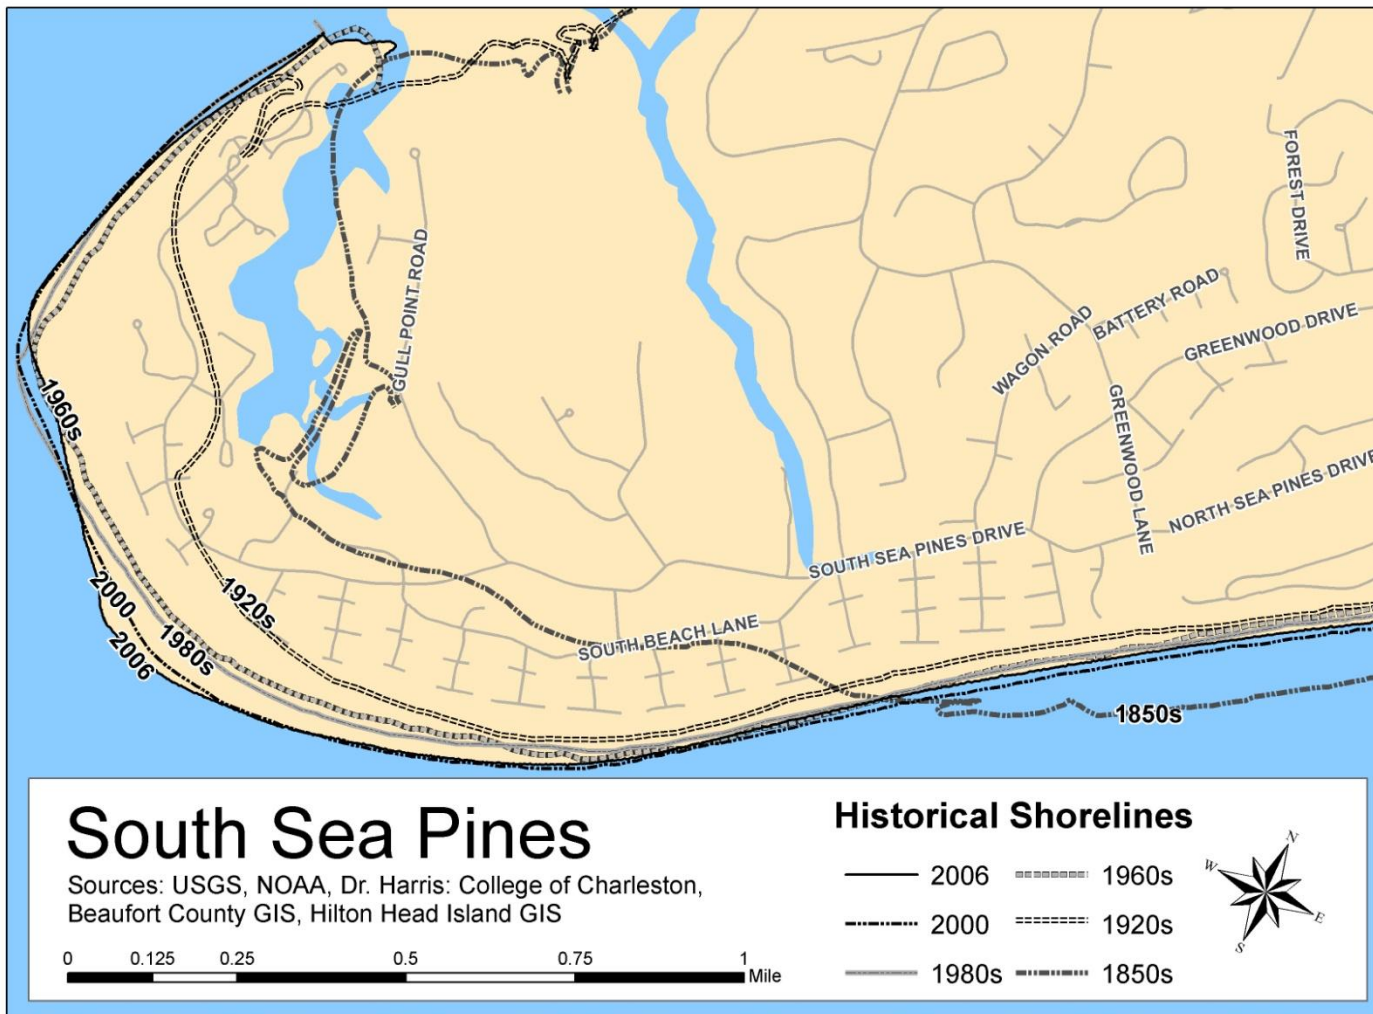 FOREST DRIVE
GULL POINT ROAD
BATTERY ROAD
WAGON ROAD
GREENWOOD DRIVE
1960s
GREENWOOD LANE
NORTH SEA PINES DRIVE
SOUTH SEA PINES DRIVE
2000
1920s
2006
1980s
SOUTH BEACH LANE
1850s
South Sea Pines
Sources: USGS, NOAA, Dr. Harris: College of Charleston,
Beaufort County GIS, Hilton Head Island GIS
0 0.125 0.25 0.5 0.75 1
Mile
Historical Shorelines
2006 1960s
2000 1920s
1980s 1850s
N
W
E
S